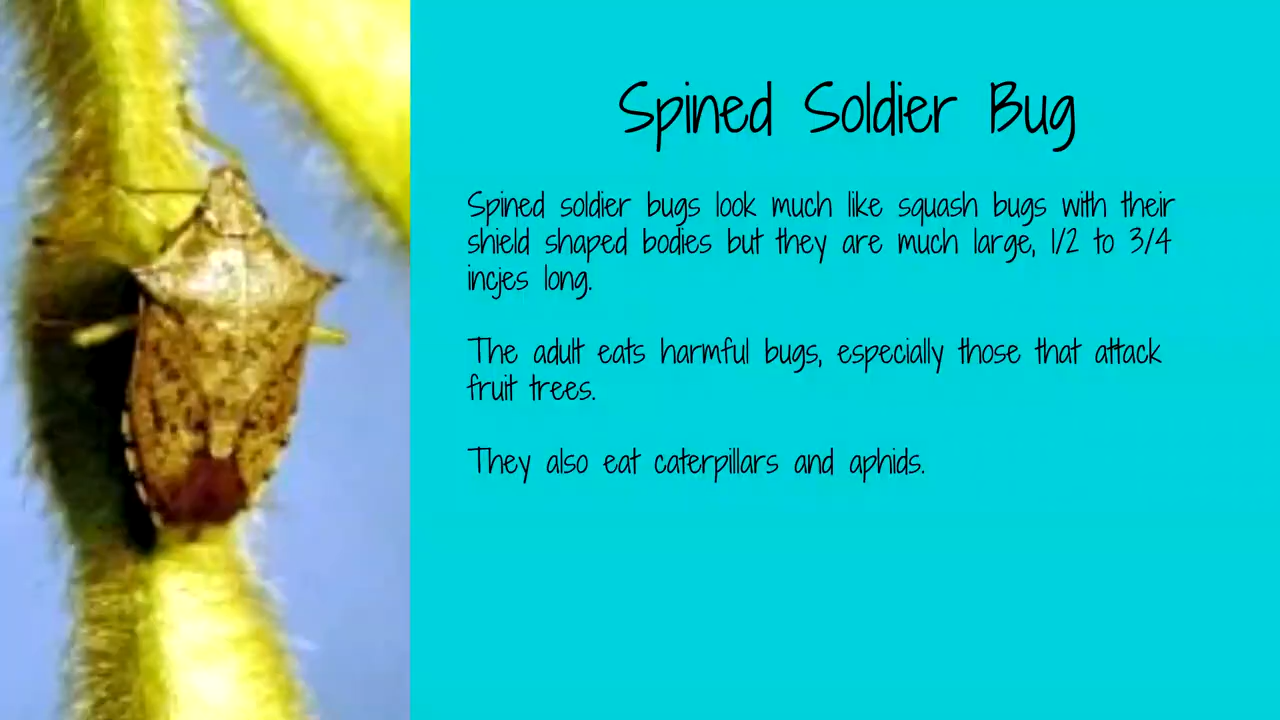 Spined Soldier Bug
Spined soldier bugs look much like squash bugs with their
shield shaped bodies but they are much large, 1/2 to 3/4
incjes long.
The adult eats harmful bugs, especially those that attack
fruit trees.
They also eat caterpillars and aphids.